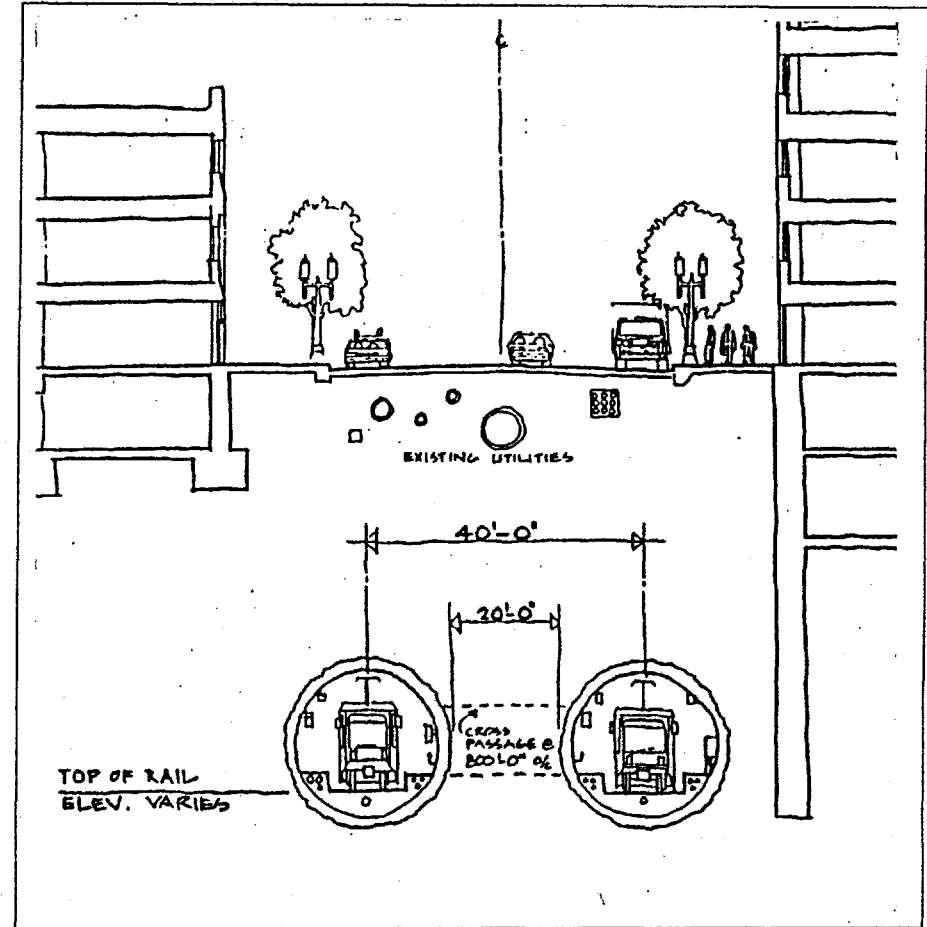 ℄
EXISTING UTILITIES
40'-0"
20'-0"
CROSS
PASSAGE @
800'-0" o/c
TOP OF RAIL
ELEV. VARIES